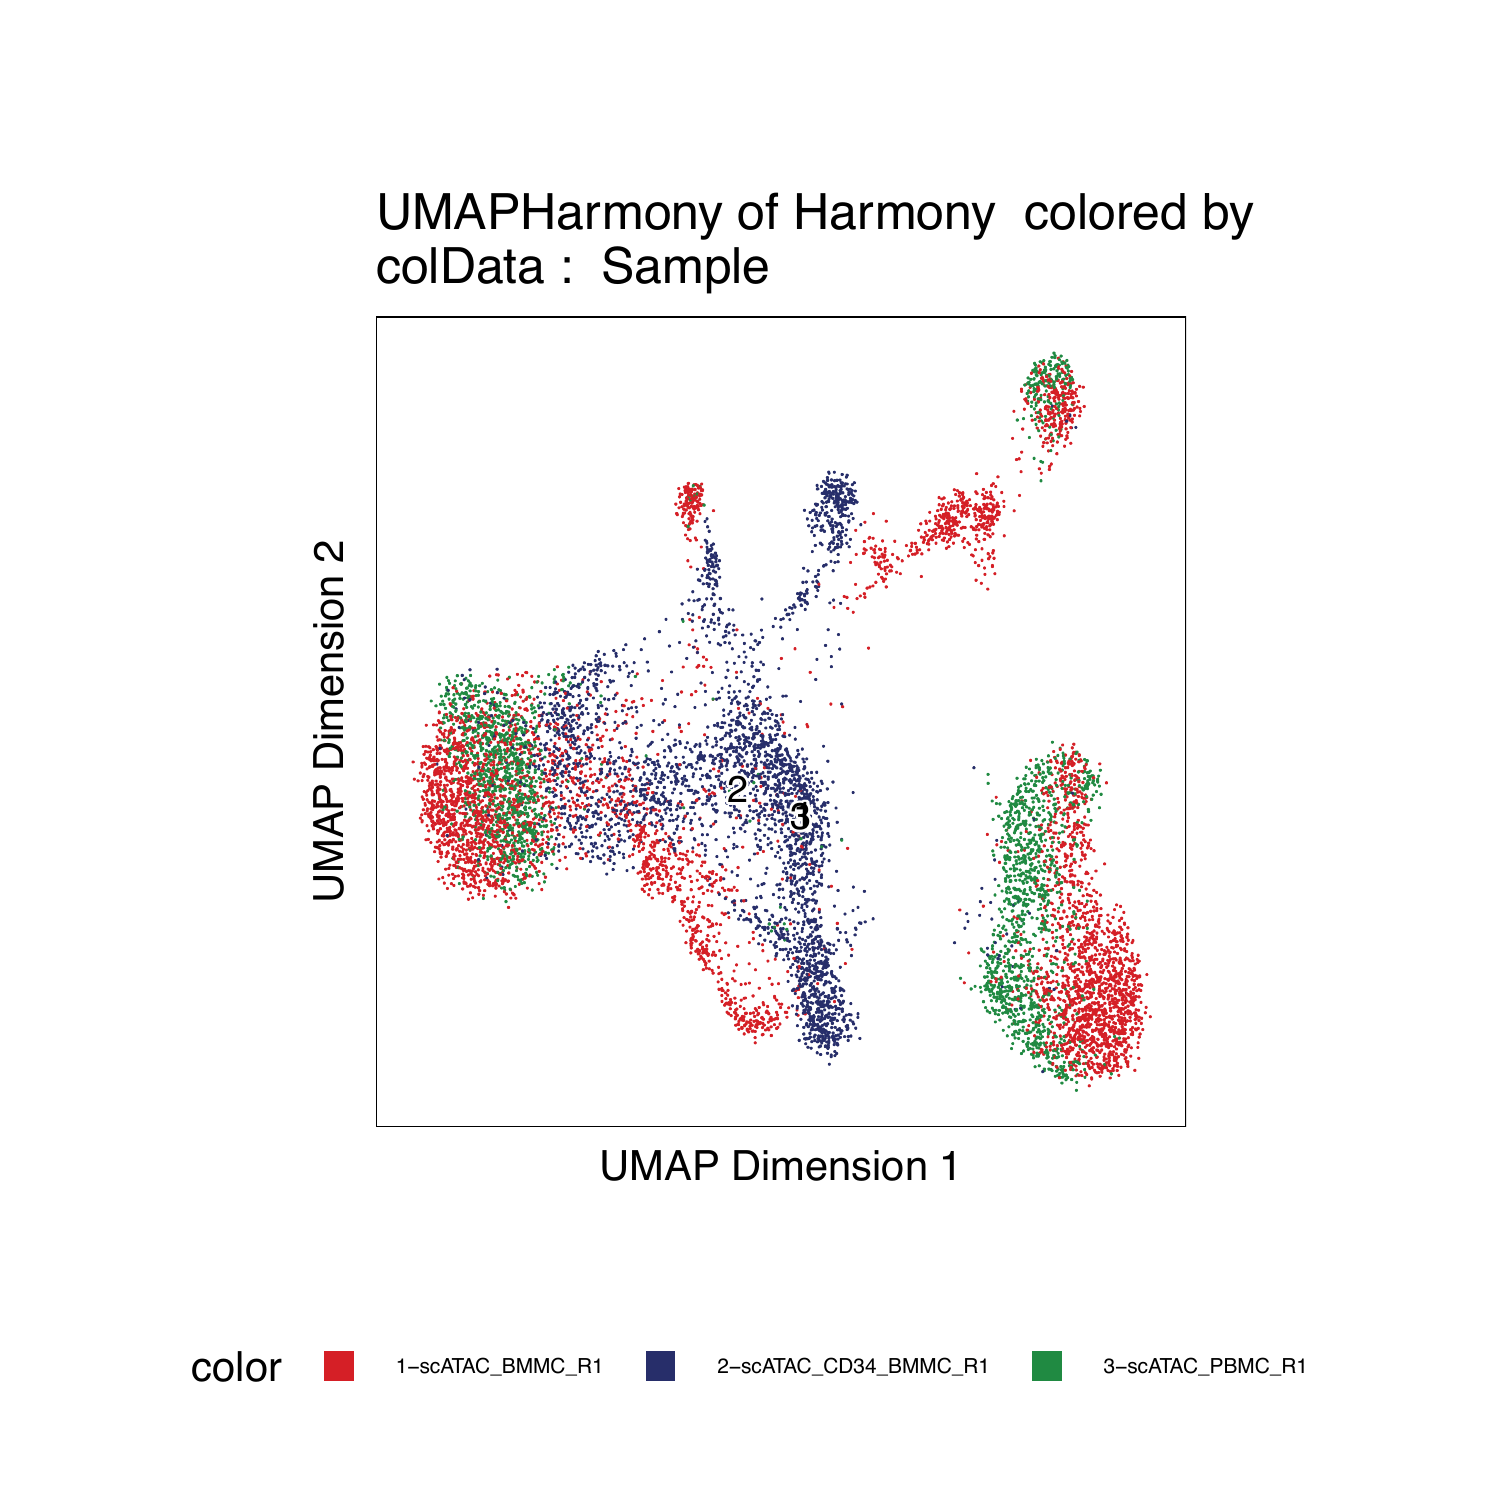 UMAPHarmony of Harmony  colored by
colData :  Sample
UMAP Dimension 2
2
3
UMAP Dimension 1
color
1−scATAC_BMMC_R1
2−scATAC_CD34_BMMC_R1
3−scATAC_PBMC_R1